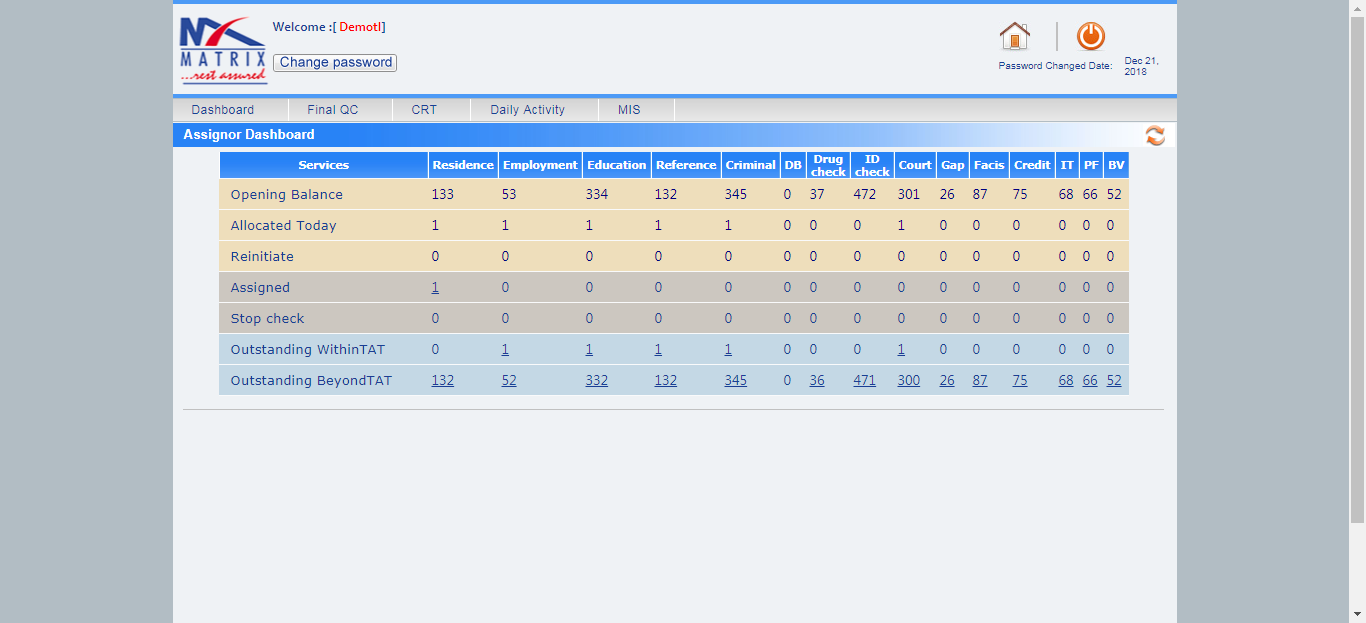 MATRIX
...rest assured
Welcome :[ Demotl]
Change password
Password Changed Date: Dec 21, 2018
Dashboard Final QC CRT Daily Activity MIS
Assignor Dashboard
Services Residence Employment Education Reference Criminal DB Drug check ID check Court Gap Facis Credit IT PF BV
Opening Balance 133 53 334 132 345 0 37 472 301 26 87 75 68 66 52
Allocated Today 1 1 1 1 1 0 0 0 1 0 0 0 0 0 0
Reinitiate 0 0 0 0 0 0 0 0 0 0 0 0 0 0 0
Assigned 1 0 0 0 0 0 0 0 0 0 0 0 0 0 0
Stop check 0 0 0 0 0 0 0 0 0 0 0 0 0 0 0
Outstanding WithinTAT 0 1 1 1 1 0 0 0 1 0 0 0 0 0 0
Outstanding BeyondTAT 132 52 332 132 345 0 36 471 300 26 87 75 68 66 52